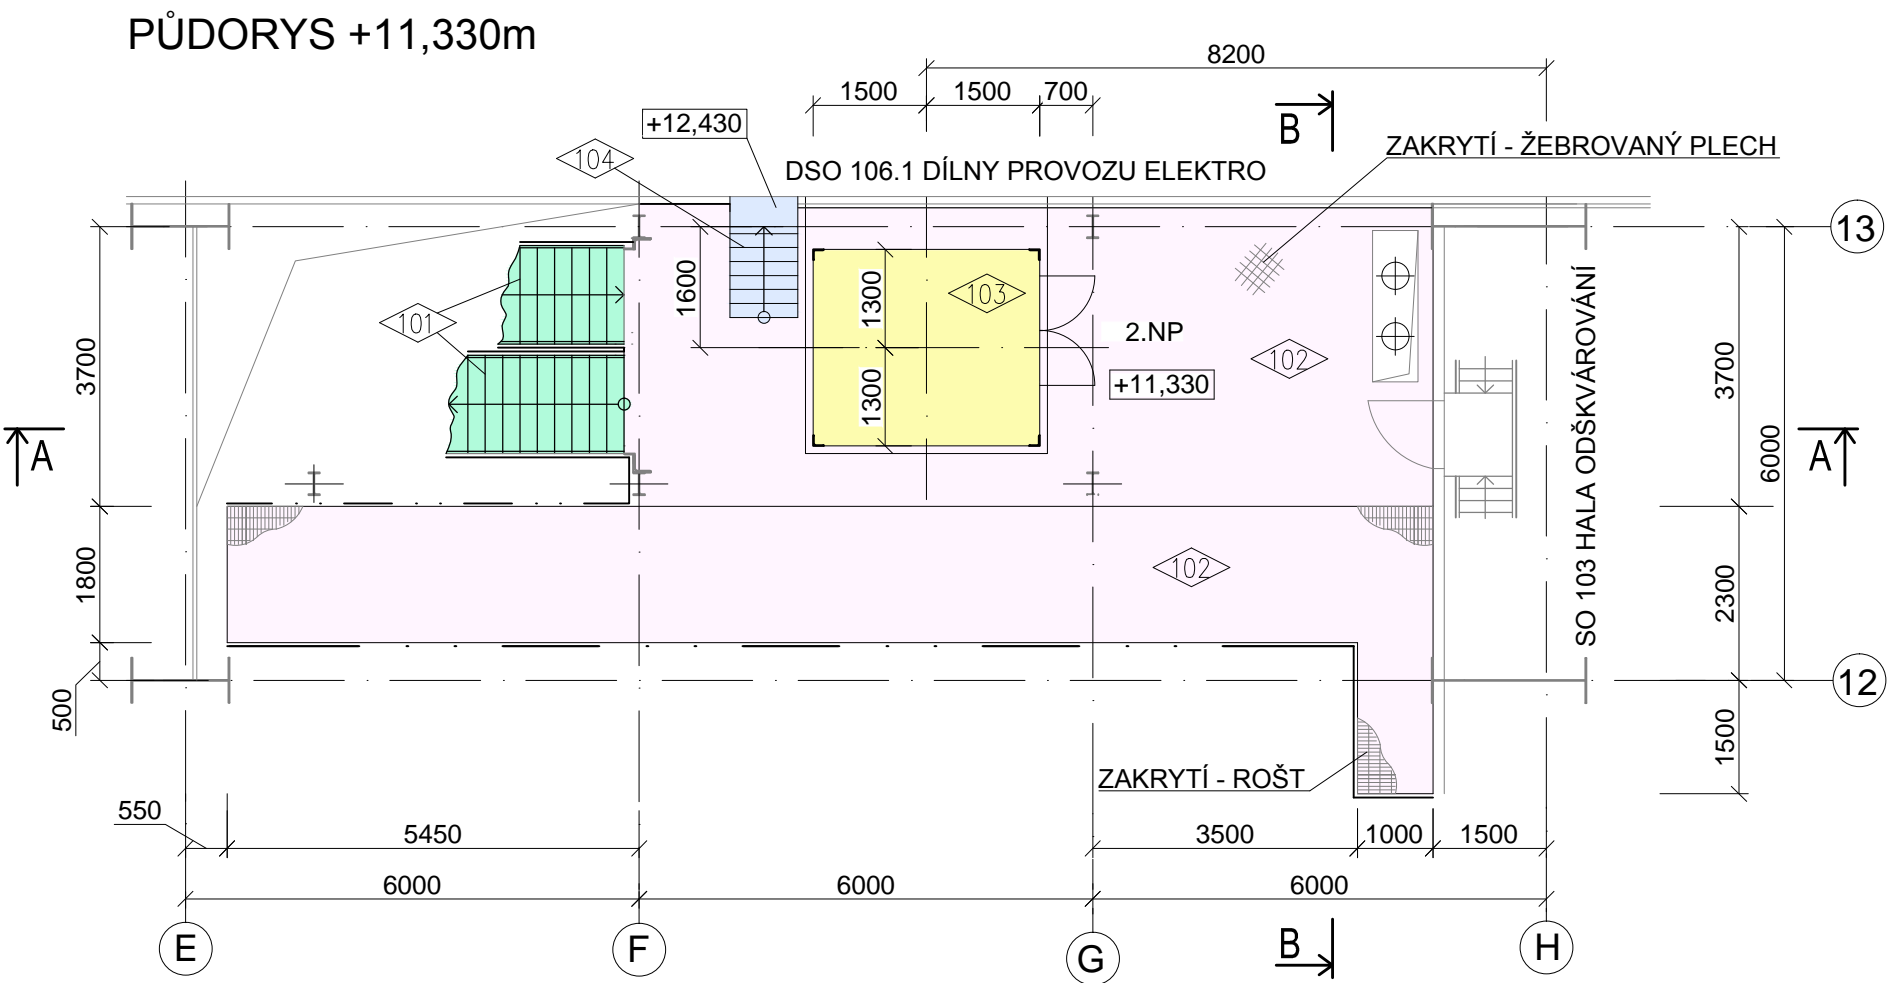 PŮDORYS +11,330m
8200
1500
1500
700
+12,430
B
104
ZAKRYTÍ - ŽEBROVANÝ PLECH
DSO 106.1 DÍLNY PROVOZU ELEKTRO
13
1600
1300
103
101
2.NP
102
+11,330
3700
1300
3700
6000
SO 103 HALA ODŠKVÁROVÁNÍ
A
A
1800
102
2300
500
12
1500
ZAKRYTÍ - ROŠT
550
5450
3500
1000
1500
6000
6000
6000
E
F
G
B
H